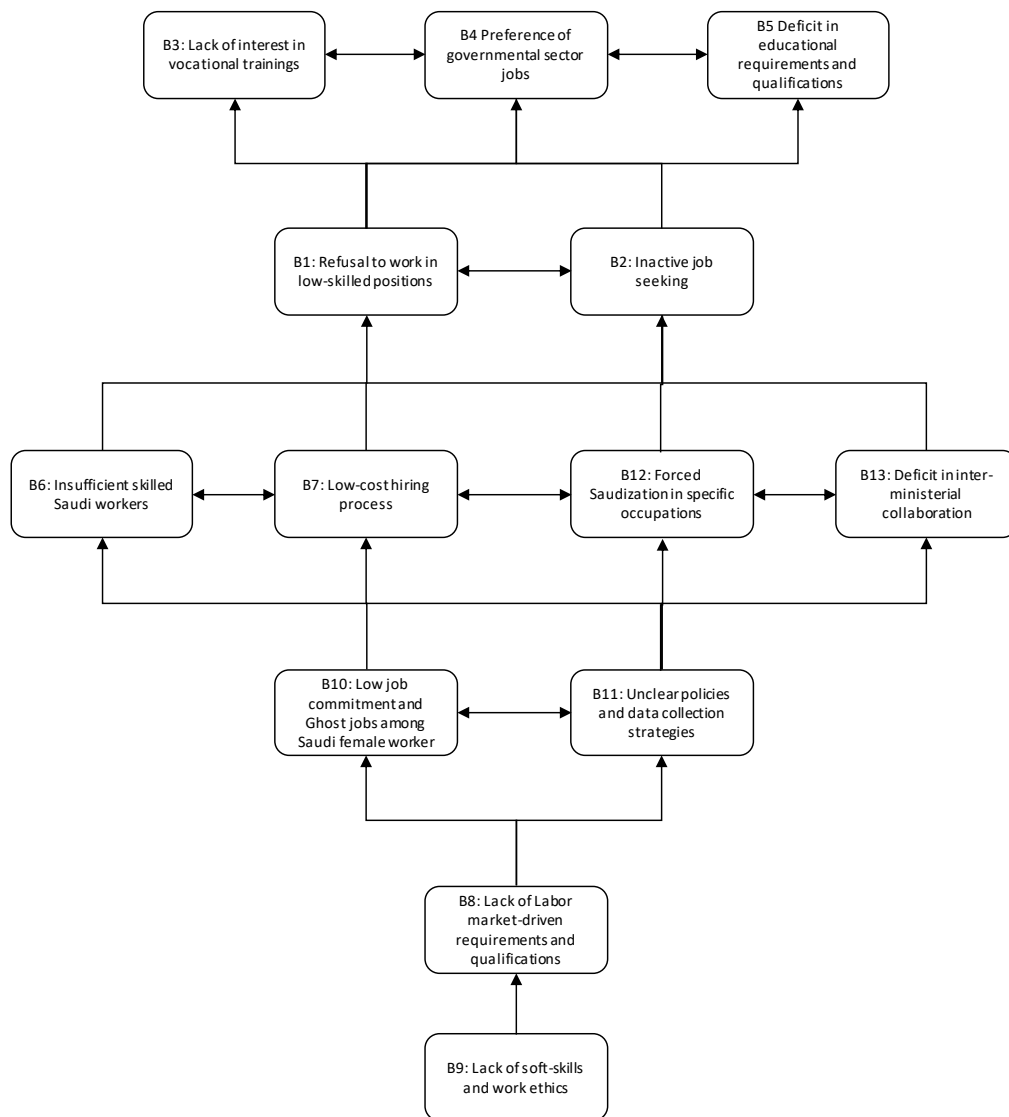 B3: Lack of interest in
vocational trainings
B4 Preference of
governmental sector
jobs
B5 Deficit in
educational
requirements and
qualifications
B1: Refusal to work in
low-skilled positions
B2: Inactive job
seeking
B6: Insufficient skilled
Saudi workers
B7: Low-cost hiring
process
B12: Forced
Saudization in specific
occupations
B13: Deficit in inter-
ministerial
collaboration
B10: Low job
commitment and
Ghost jobs among
Saudi female worker
B11: Unclear policies
and data collection
strategies
B8: Lack of Labor
market-driven
requirements and
qualifications
B9: Lack of soft-skills
and work ethics